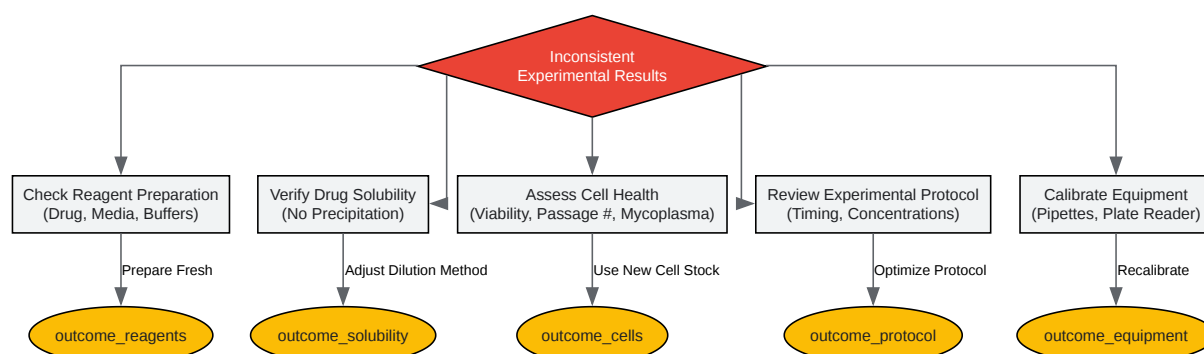 Inconsistent
Experimental Results
Check Reagent Preparation
(Drug, Media, Buffers)
Verify Drug Solubility
(No Precipitation)
Assess Cell Health
(Viability, Passage #, Mycoplasma)
Review Experimental Protocol
(Timing, Concentrations)
Calibrate Equipment
(Pipettes, Plate Reader)
Prepare Fresh
Adjust Dilution Method
Use New Cell Stock
Optimize Protocol
Recalibrate
outcome_reagents
outcome_solubility
outcome_cells
outcome_protocol
outcome_equipment